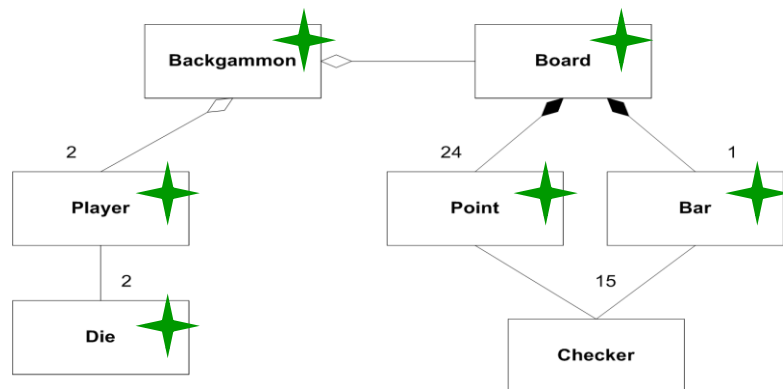 Backgammon
Board
2
24
1
Player
Point
Bar
2
15
Die
Checker